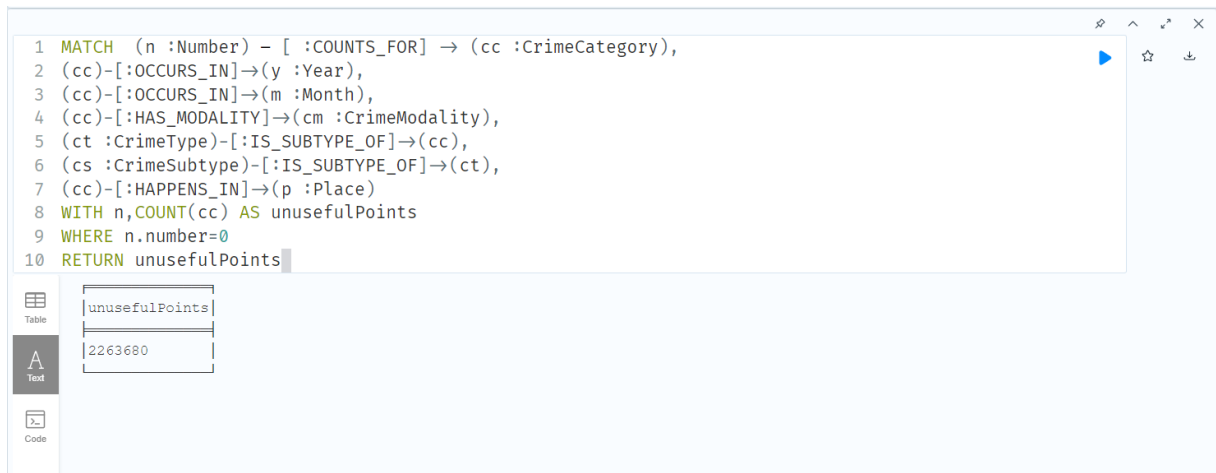 1 MATCH  (n :Number) – [ :COUNTS_FOR] → (cc :CrimeCategory),
2 (cc)-[:OCCURS_IN]→(y :Year),
3 (cc)-[:OCCURS_IN]→(m :Month),
4 (cc)-[:HAS_MODALITY]→(cm :CrimeModality),
5 (ct :CrimeType)-[:IS_SUBTYPE_OF]→(cc),
6 (cs :CrimeSubtype)-[:IS_SUBTYPE_OF]→(ct),
7 (cc)-[:HAPPENS_IN]→(p :Place)
8 WITH n,COUNT(cc) AS unusefulPoints
9 WHERE n.number=0
10 RETURN unusefulPoints
Table
A
Text
Code
unusefulPoints
2263680